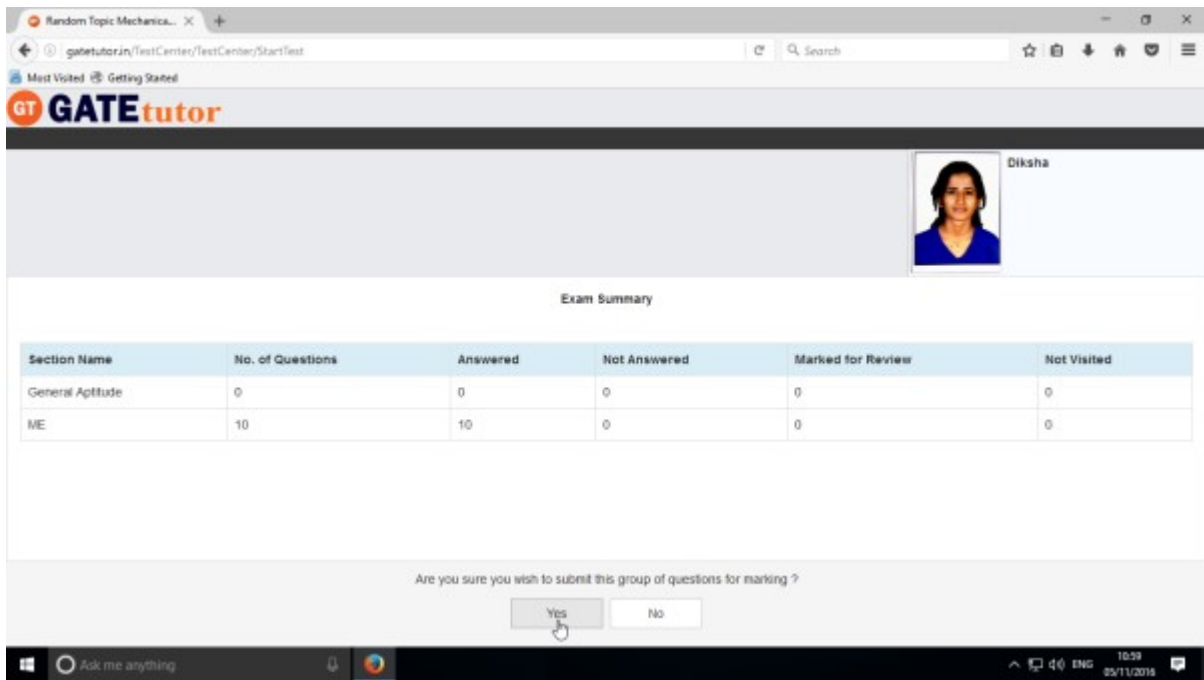 Random Topic Mechanica...
gatetutor.in/TestCenter/TestCenter/StartTest
Search
Most Visited Getting Started
GT GATEtutor
Diksha
Exam Summary
Section Name No. of Questions Answered Not Answered Marked for Review Not Visited
General Aptitude 0 0 0 0 0
ME 10 10 0 0 0
Are you sure you wish to submit this group of questions for marking ?
Yes No
Ask me anything ENG 10:59
05/11/2016